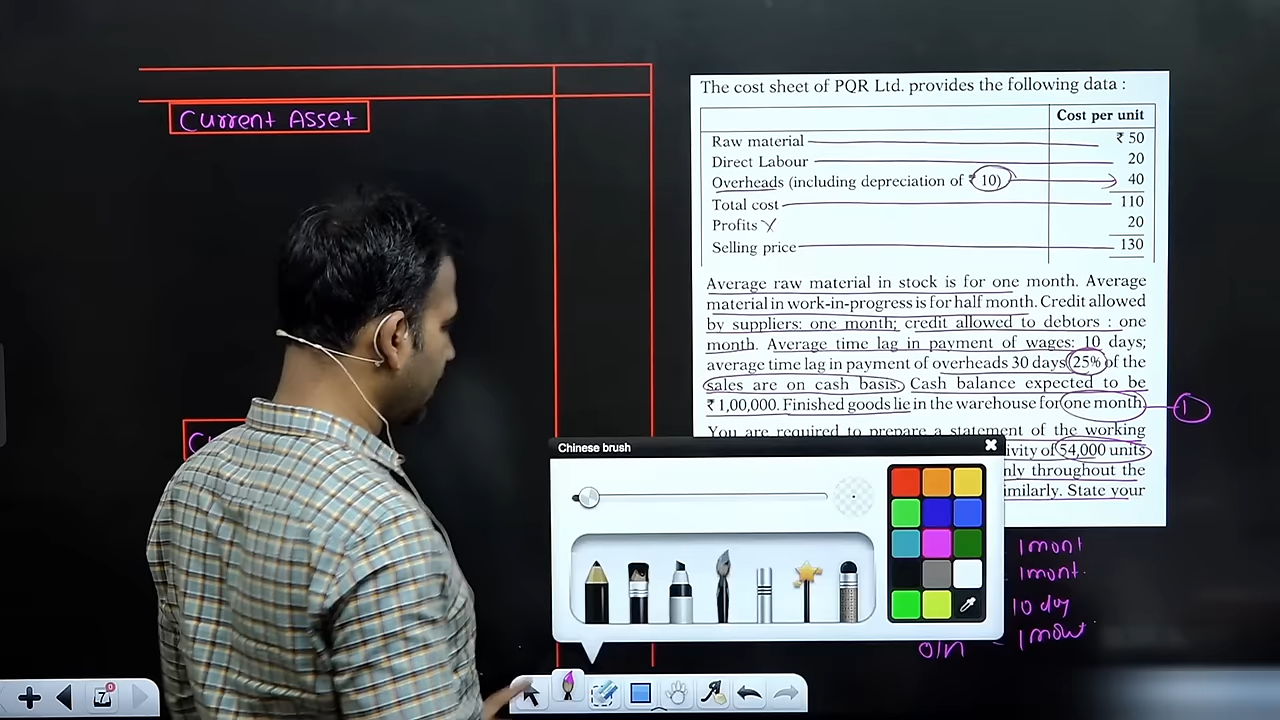 Current Asset
The cost sheet of PQR Ltd. provides the following data :
Cost per unit
Raw material ₹ 50
Direct Labour 20
Overheads (including depreciation of ₹ 10) 40
Total cost 110
Profits 20
Selling price 130
Average raw material in stock is for one month. Average
material in work-in-progress is for half month. Credit allowed
by suppliers: one month; credit allowed to debtors : one
month. Average time lag in payment of wages: 10 days;
average time lag in payment of overheads 30 days 25% of the
sales are on cash basis. Cash balance expected to be
₹ 1,00,000. Finished goods lie in the warehouse for one month
1
You are required to prepare a statement of the working
ivity of 54,000 units
nly throughout the
imilarly. State your
Chinese brush
1 mont
1 mont.
10 day
O/H - 1 mont
7